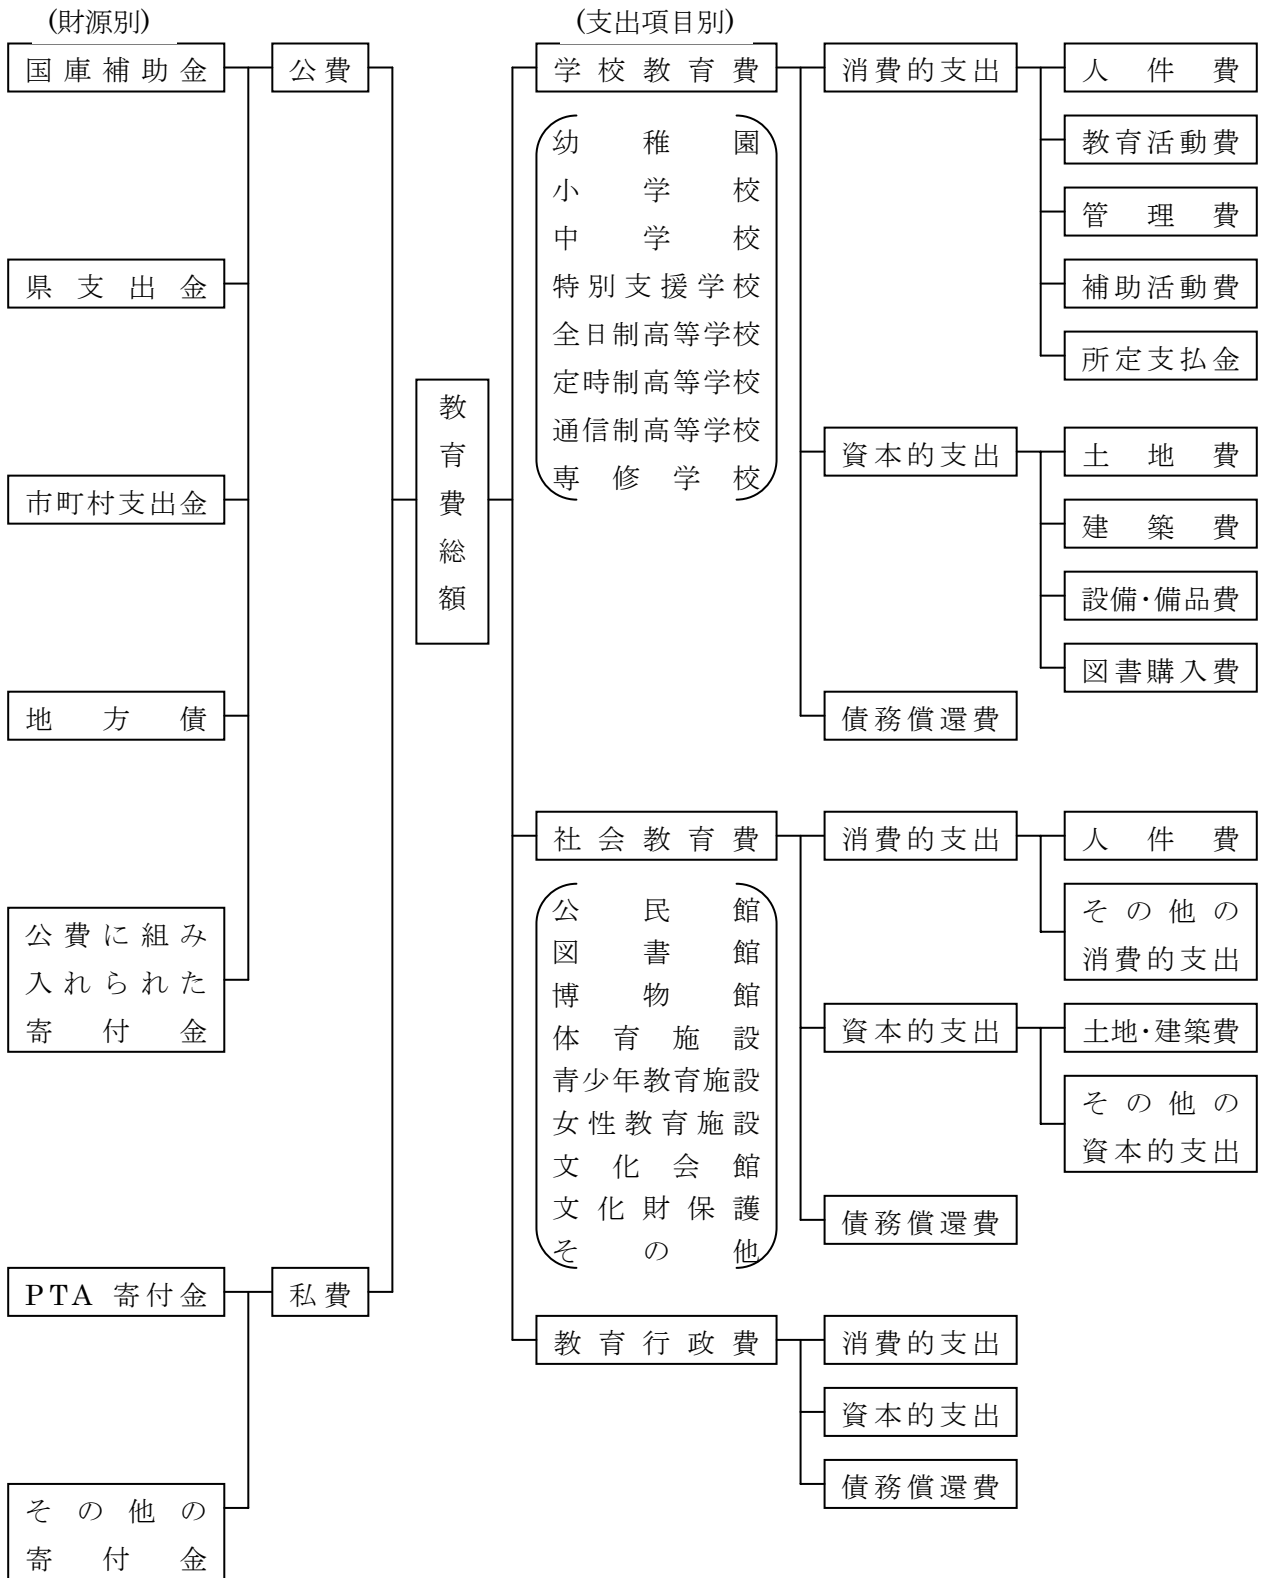 (財源別)
国庫補助金
公費
県支出金
市町村支出金
地方債
公費に組み
入れられた
寄付金
PTA 寄付金
私費
その他の
寄付金
教
育
費
総
額
(支出項目別)
学校教育費
幼稚園
小学校
中学校
特別支援学校
全日制高等学校
定時制高等学校
通信制高等学校
専修学校
消費的支出
人件費
教育活動費
管理費
補助活動費
所定支払金
資本的支出
土地費
建築費
設備・備品費
図書購入費
債務償還費
社会教育費
公民館
図書館
博物館
体育施設
青少年教育施設
女性教育施設
文化会館
文化財保護
その他
消費的支出
人件費
その他の
消費的支出
資本的支出
土地・建築費
その他の
資本的支出
債務償還費
教育行政費
消費的支出
資本的支出
債務償還費